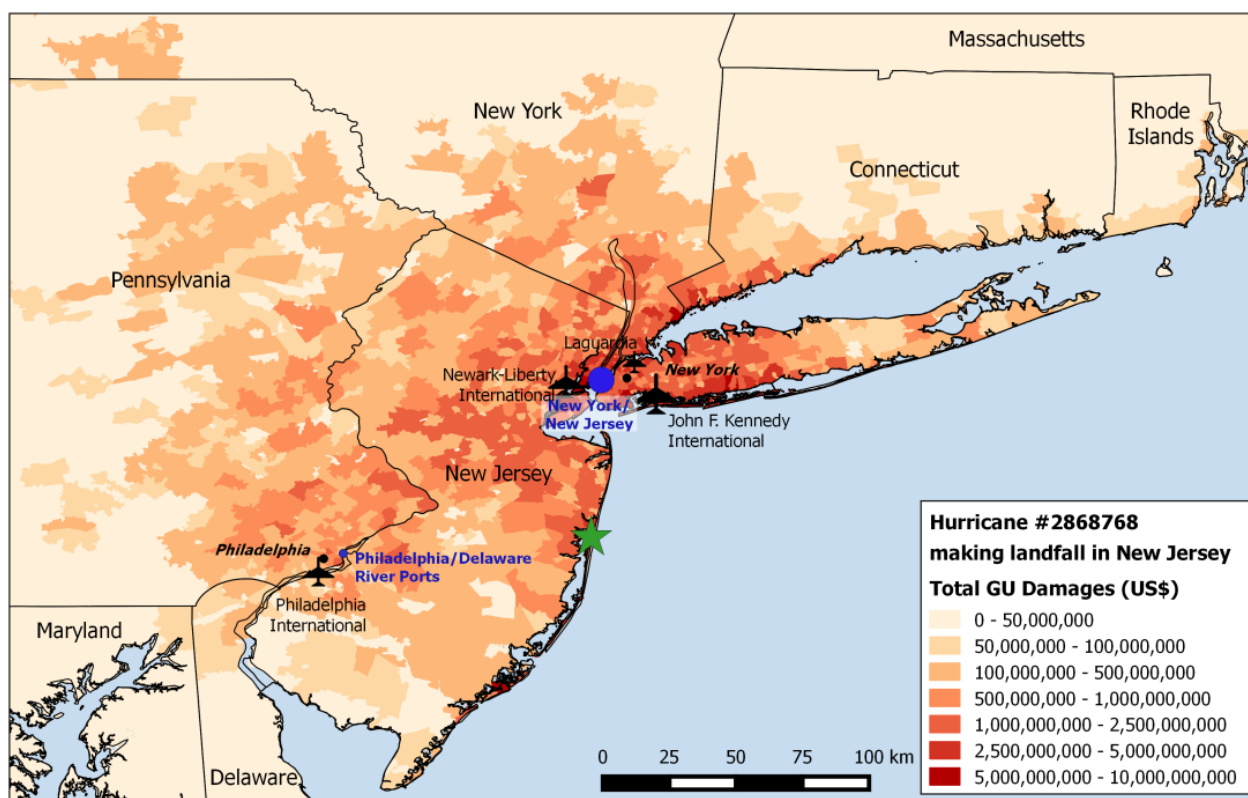 Massachusetts
New York
Rhode
Islands
Connecticut
Pennsylvania
Laguardia
Newark-Liberty
International
New York
New York/
New Jersey
John F. Kennedy
International
New Jersey
Philadelphia
Philadelphia/Delaware
River Ports
Philadelphia
International
Maryland
Delaware
0 25 50 75 100 km
Hurricane #2868768
making landfall in New Jersey
Total GU Damages (US$)
0 - 50,000,000
50,000,000 - 100,000,000
100,000,000 - 500,000,000
500,000,000 - 1,000,000,000
1,000,000,000 - 2,500,000,000
2,500,000,000 - 5,000,000,000
5,000,000,000 - 10,000,000,000